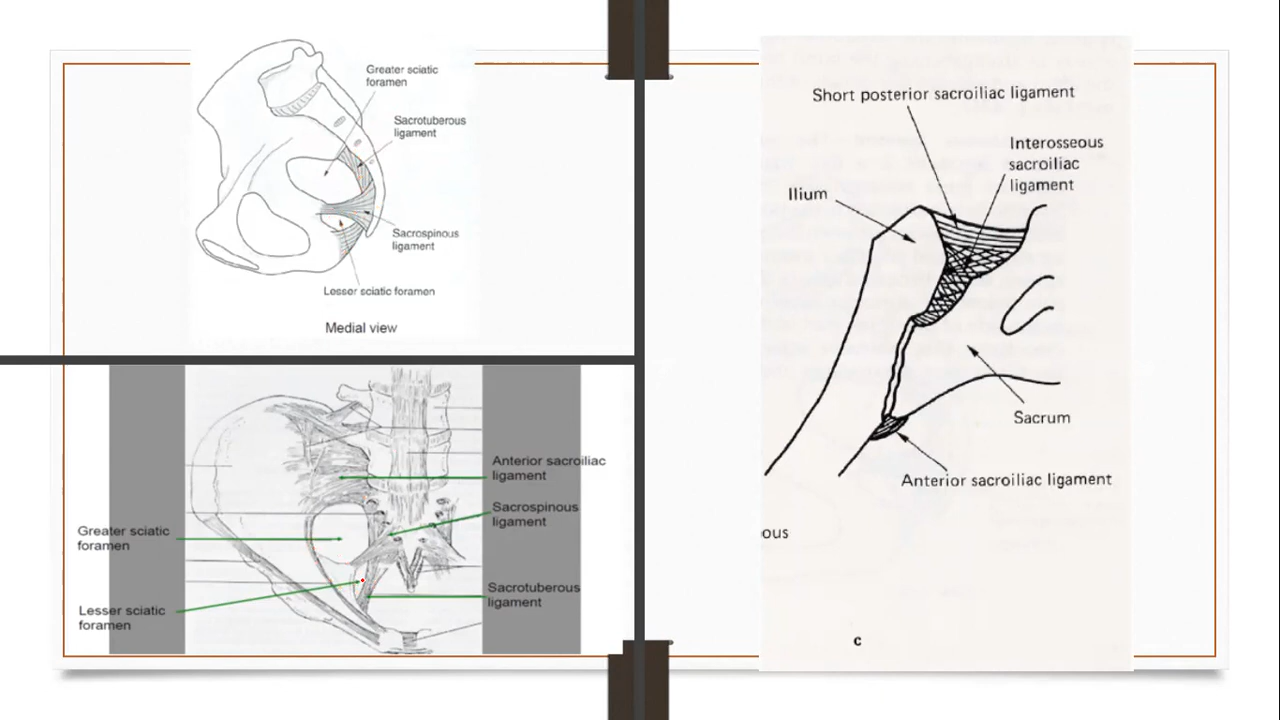 Greater sciatic
foramen
Sacrotuberous
ligament
Sacrospinous
ligament
Lesser sciatic foramen
Medial view
Anterior sacroiliac
ligament
Sacrospinous
ligament
Greater sciatic
foramen
Sacrotuberous
ligament
Lesser sciatic
foramen
Short posterior sacroiliac ligament
Interosseous
sacroiliac
ligament
Ilium
Sacrum
Anterior sacroiliac ligament
ous
c